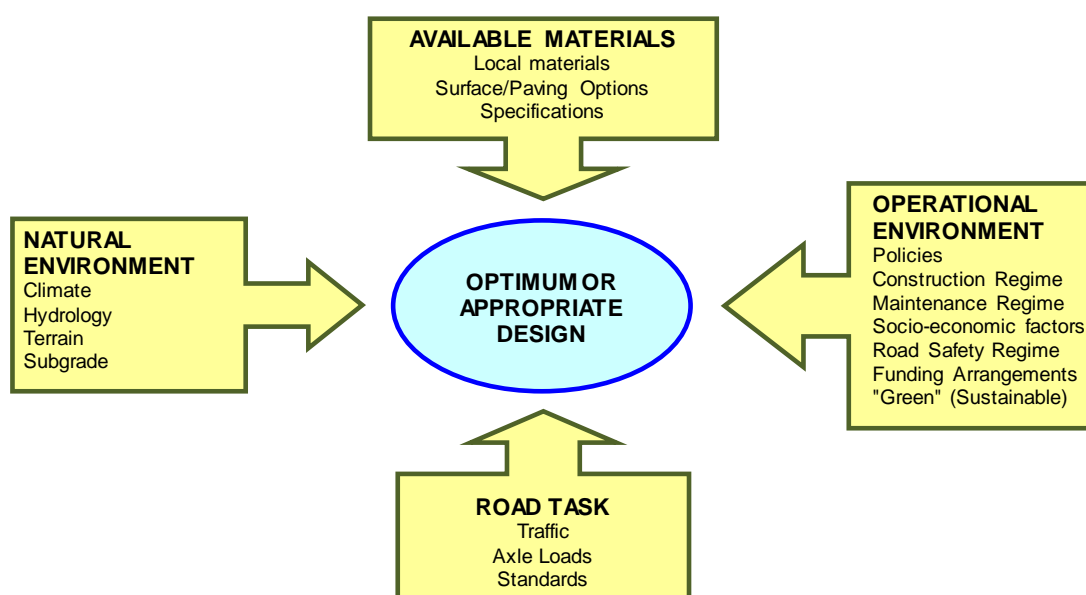 AVAILABLE MATERIALS
Local materials
Surface/Paving Options
Specifications
NATURAL
ENVIRONMENT
Climate
Hydrology
Terrain
Subgrade
OPTIMUM OR
APPROPRIATE
DESIGN
OPERATIONAL
ENVIRONMENT
Policies
Construction Regime
Maintenance Regime
Socio-economic factors
Road Safety Regime
Funding Arrangements
"Green" (Sustainable)
ROAD TASK
Traffic
Axle Loads
Standards